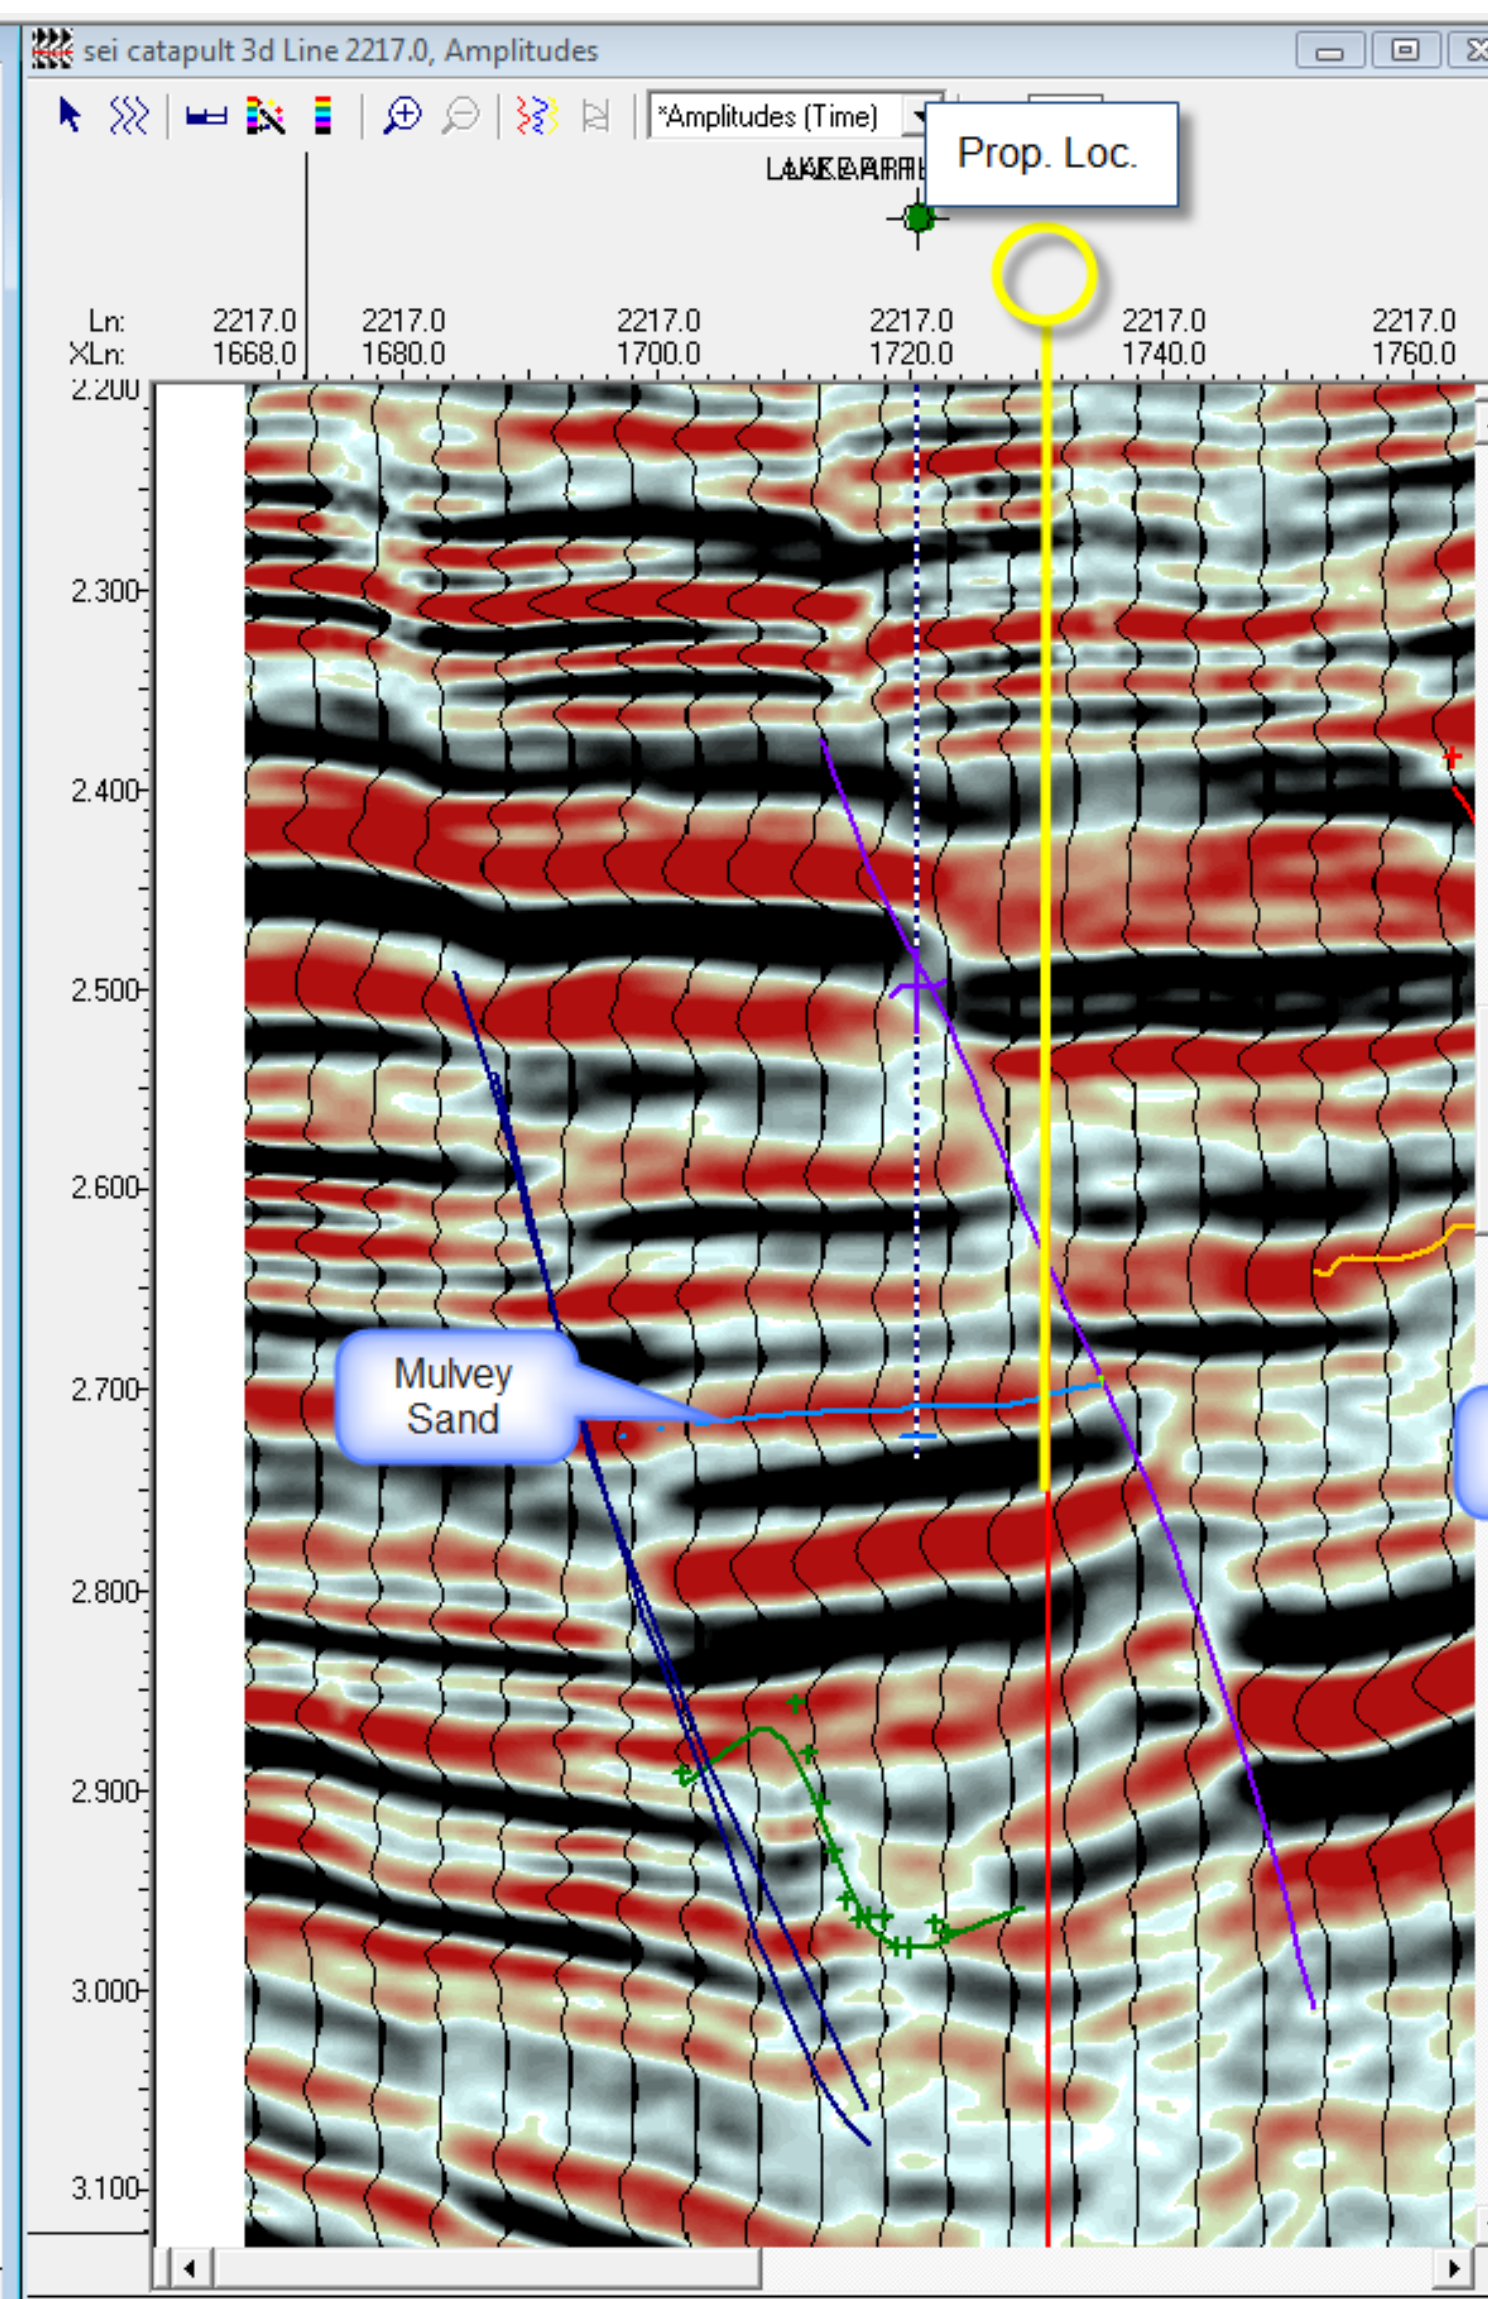 sei catapult 3d Line 2217.0, Amplitudes
*Amplitudes (Time)
Prop. Loc.
Ln: 2217.0 2217.0 2217.0 2217.0 2217.0 2217.0
XLn: 1668.0 1680.0 1700.0 1720.0 1740.0 1760.0
2.200
2.300
2.400
2.500
2.600
2.700
Mulvey
Sand
2.800
2.900
3.000
3.100